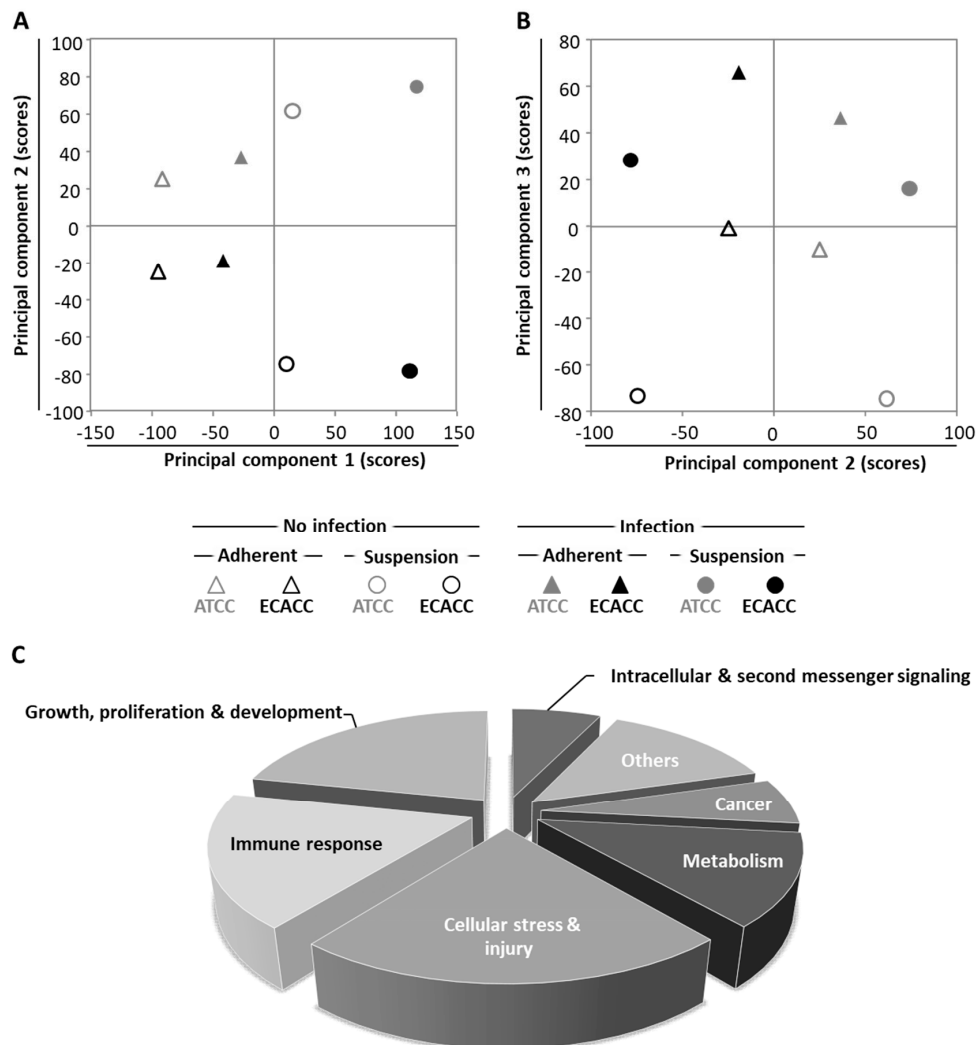 A
Principal component 2 (scores)
100
80
60
40
20
0
-20
-40
-60
-80
-100
-150 -100 -50 0 50 100 150
Principal component 1 (scores)
B
Principal component 3 (scores)
80
60
40
20
0
-20
-40
-60
-80
-100 -50 0 50 100
Principal component 2 (scores)
No infection Infection
Adherent Suspension Adherent Suspension
ATCC ECACC ATCC ECACC ATCC ECACC ATCC ECACC
C
Intracellular & second messenger signaling
Growth, proliferation & development
Others
Cancer
Immune response
Metabolism
Cellular stress &
injury